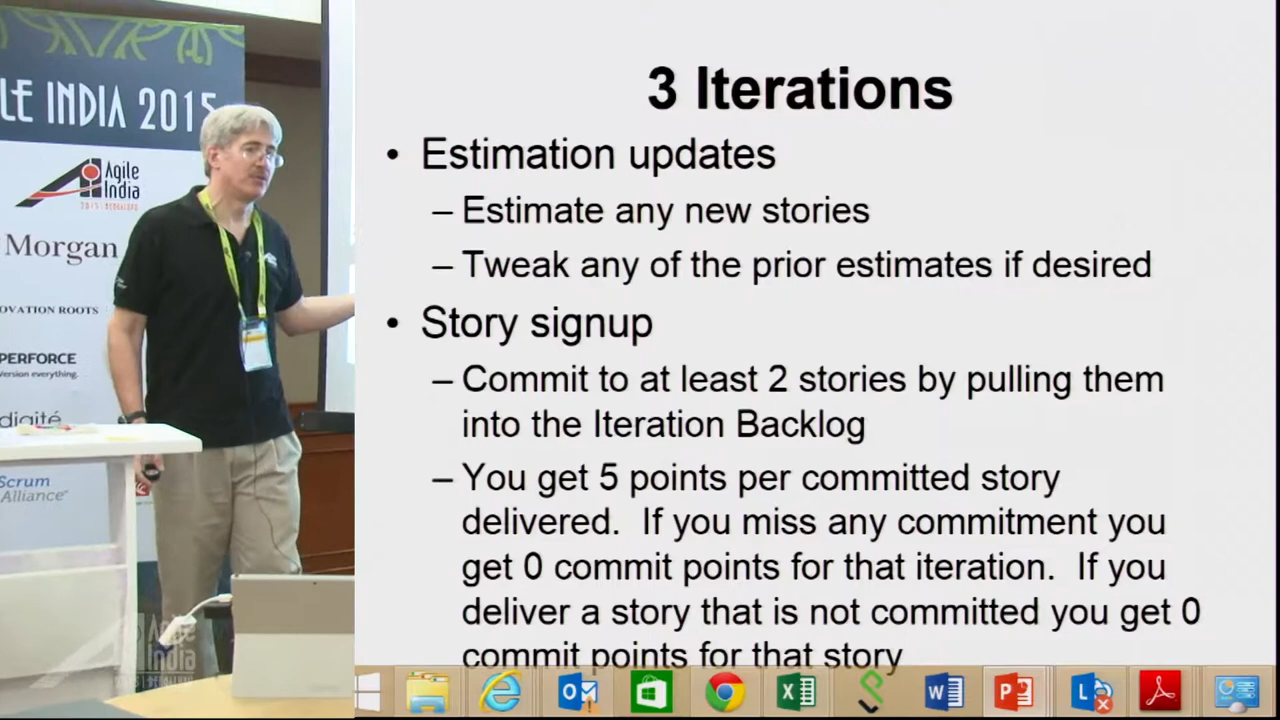 LE INDIA 2015
Agile
India
2015 | BENGALURU
Morgan
OVATION ROOTS
PERFORCE
Version everything.
digité
Scrum
Alliance®
Agile
India
3 Iterations
• Estimation updates
– Estimate any new stories
– Tweak any of the prior estimates if desired
• Story signup
– Commit to at least 2 stories by pulling them
into the Iteration Backlog
– You get 5 points per committed story
delivered. If you miss any commitment you
get 0 commit points for that iteration. If you
deliver a story that is not committed you get 0
commit points for that story